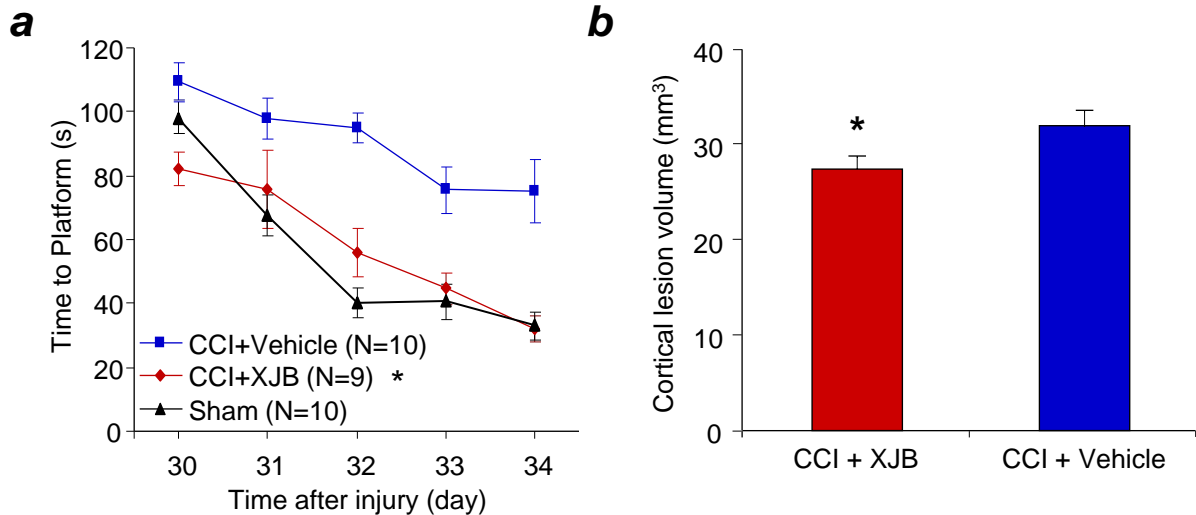 a
120
100
80
60
40
20
0
Time to Platform (s)
CCI+Vehicle (N=10)
CCI+XJB (N=9) *
Sham (N=10)
30 31 32 33 34
Time after injury (day)
b
40
30
20
10
0
Cortical lesion volume (mm³)
*
CCI + XJB CCI + Vehicle